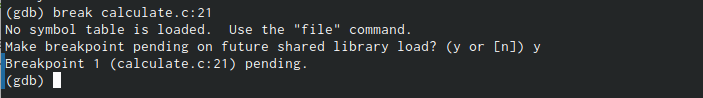 (gdb) break calculate.c:21
No symbol table is loaded.  Use the "file" command.
Make breakpoint pending on future shared library load? (y or [n]) y
Breakpoint 1 (calculate.c:21) pending.
(gdb)